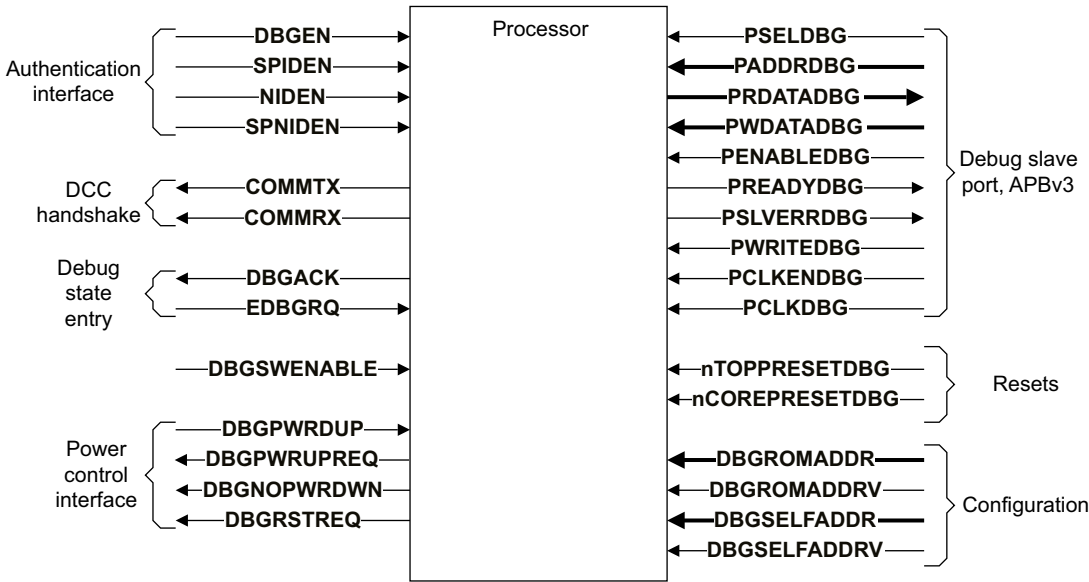 Processor
Authentication
interface
DBGEN
SPIDEN
NIDEN
SPNIDEN
DCC
handshake
COMMTX
COMMRX
Debug
state
entry
DBGACK
EDBGRQ
DBGSWENABLE
Power
control
interface
DBGPWRDUP
DBGPWRUPREQ
DBGNOPWRDWN
DBGRSTREQ
PSELDBG
PADDRDBG
PRDATADBG
PWDATADBG
PENABLEDBG
PREADYDBG
PSLVERRDBG
PWRITEDBG
PCLKENDBG
PCLKDBG
Debug slave
port, APBv3
nTOPPRESETDBG
nCOREPRESETDBG
Resets
DBGROMADDR
DBGROMADDRV
DBGSELFADDR
DBGSELFADDRV
Configuration